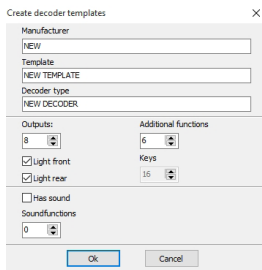 Create decoder templates
Manufacturer
NEW
Template
NEW TEMPLATE
Decoder type
NEW DECODER
Outputs: Additional functions
8 6
Light front Keys
Light rear 16
Has sound
Soundfunctions
0
Ok Cancel